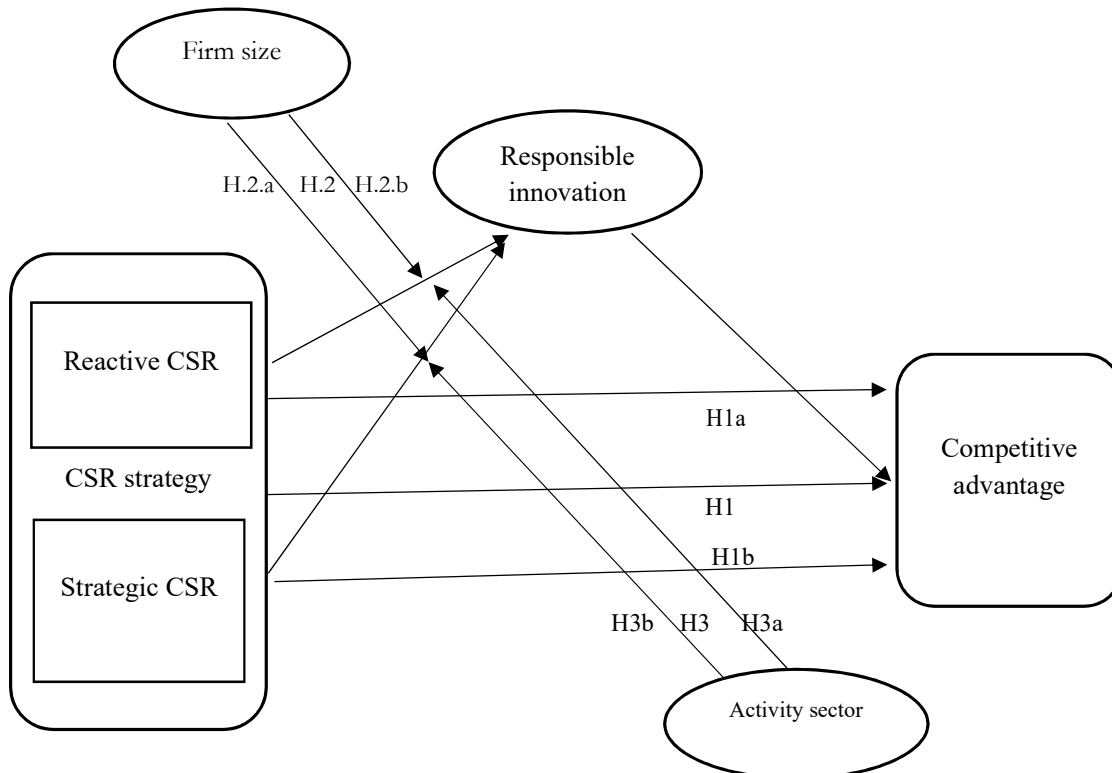 Firm size
Responsible
innovation
H.2.a
H.2
H.2.b
Reactive CSR
CSR strategy
Strategic CSR
H1a
H1
H1b
Competitive
advantage
H3b
H3
H3a
Activity sector